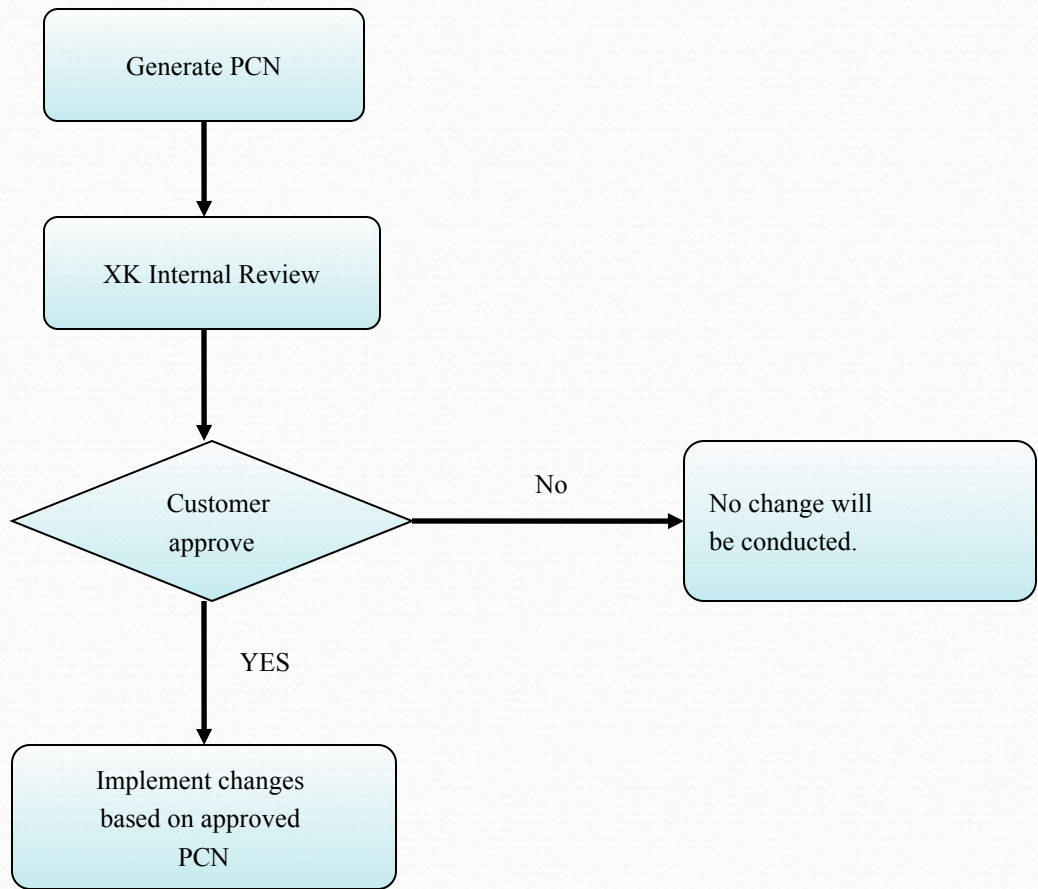 Generate PCN
XK Internal Review
Customer
approve
No
No change will
be conducted.
YES
Implement changes
based on approved
PCN